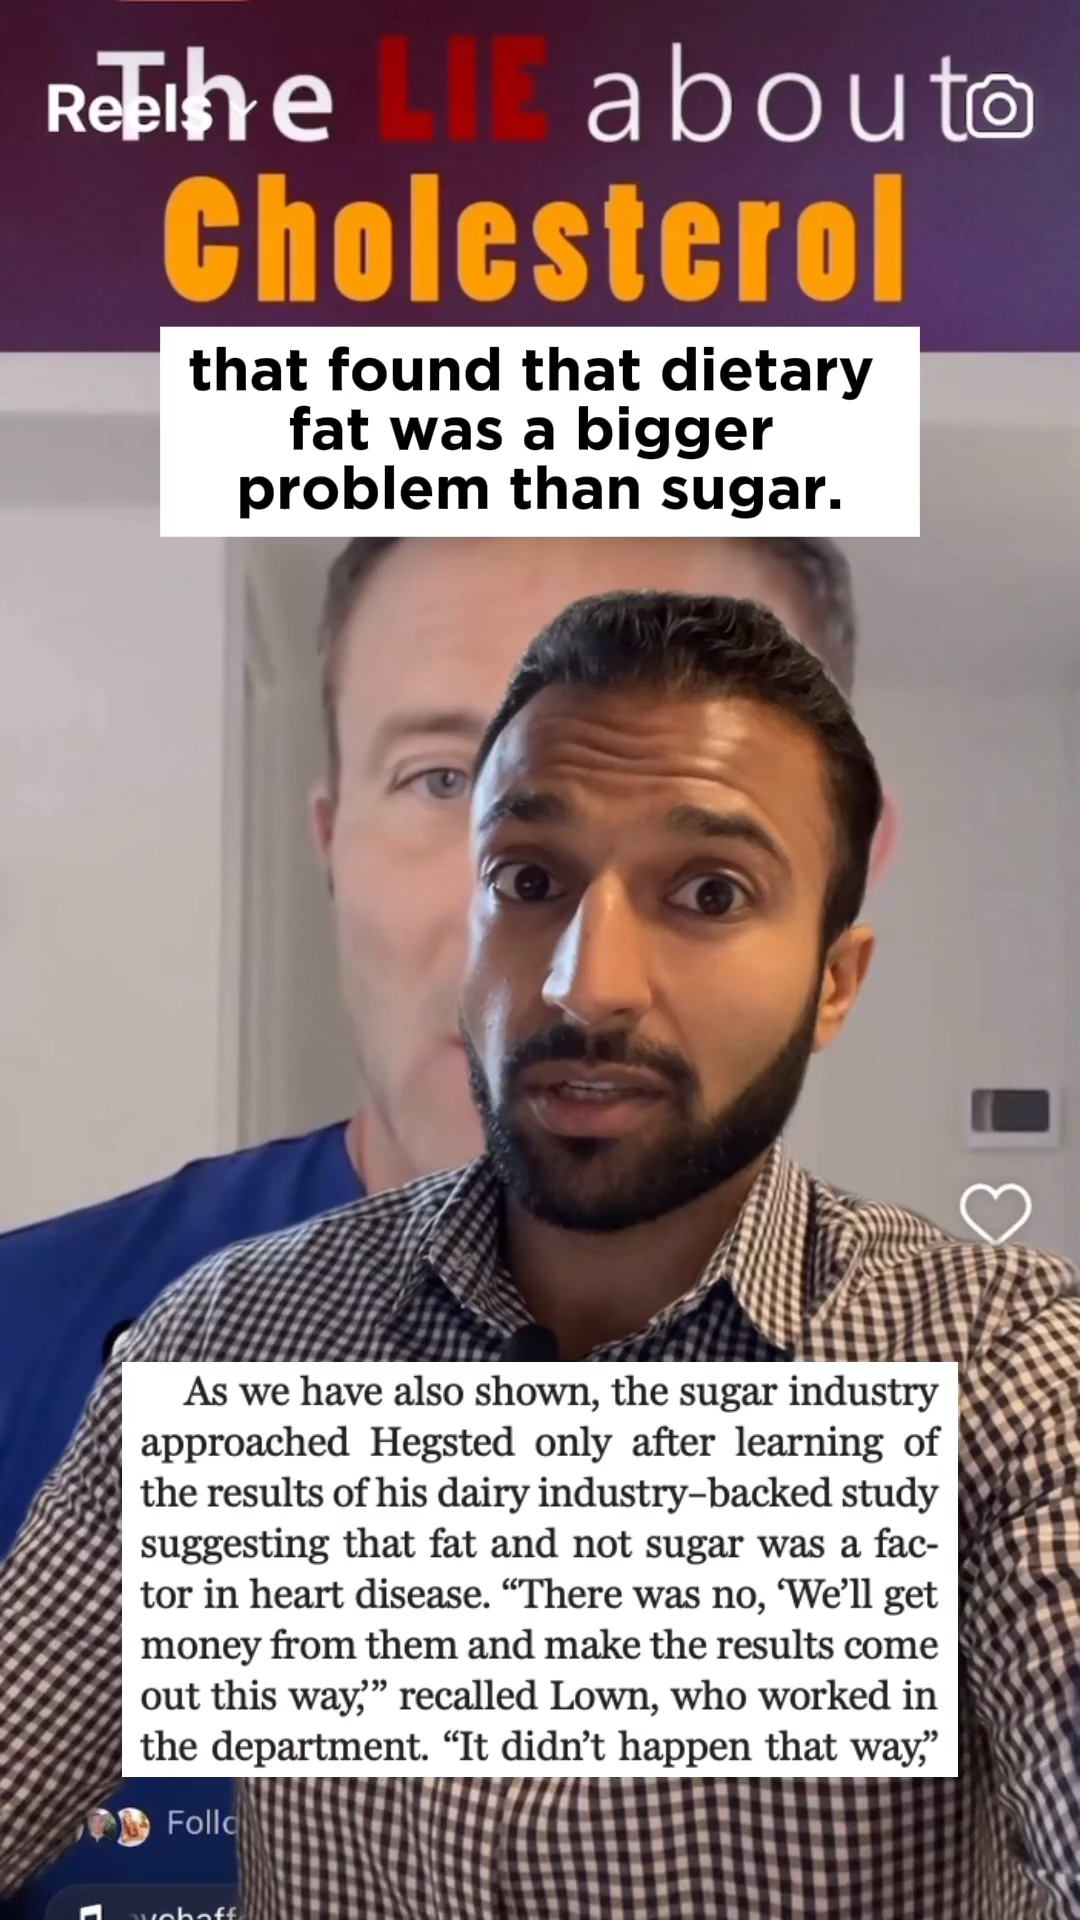 The LIE about
Reels
Cholesterol
that found that dietary
fat was a bigger
problem than sugar.
As we have also shown, the sugar industry
approached Hegsted only after learning of
the results of his dairy industry–backed study
suggesting that fat and not sugar was a fac-
tor in heart disease. “There was no, ‘We’ll get
money from them and make the results come
out this way,’” recalled Lown, who worked in
the department. “It didn’t happen that way,”